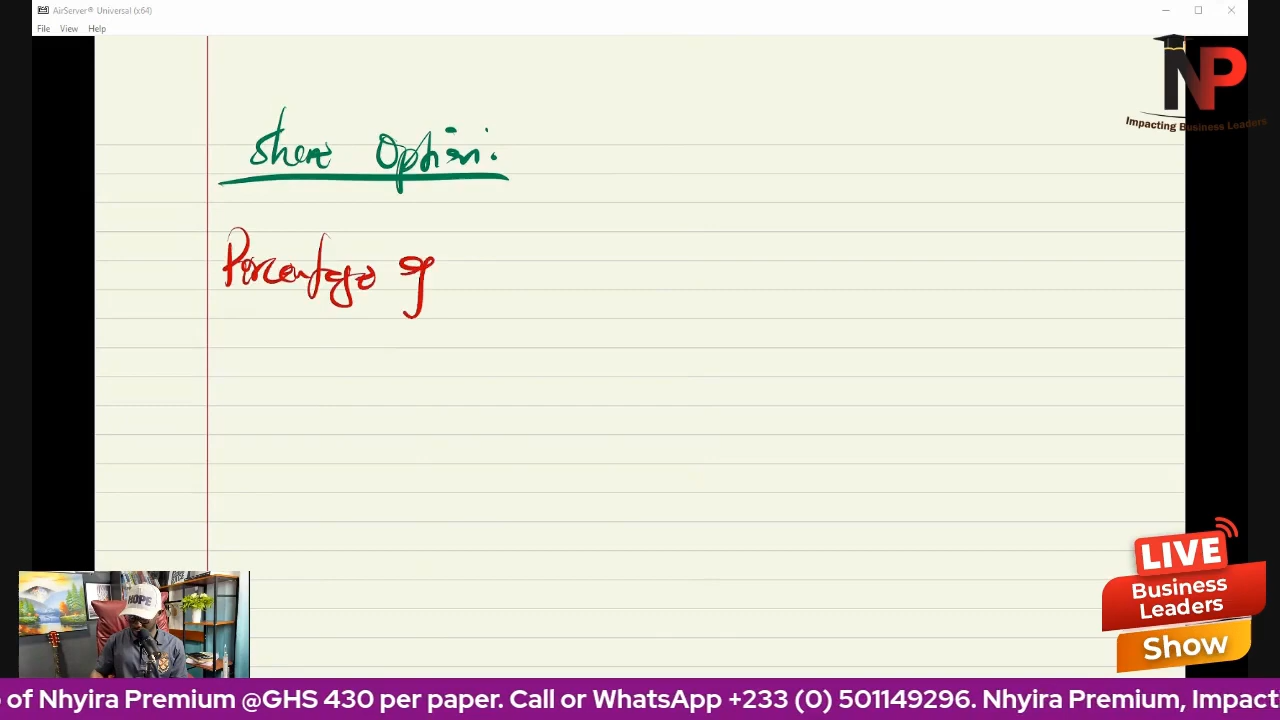 AirServer® Universal (x64)
File View Help
NP
Impacting Business Leaders
Share Option:
Percentage of
HOPE
LIVE
Business
Leaders
Show
of Nhyira Premium @GHS 430 per paper. Call or WhatsApp +233 (0) 501149296. Nhyira Premium, Impact